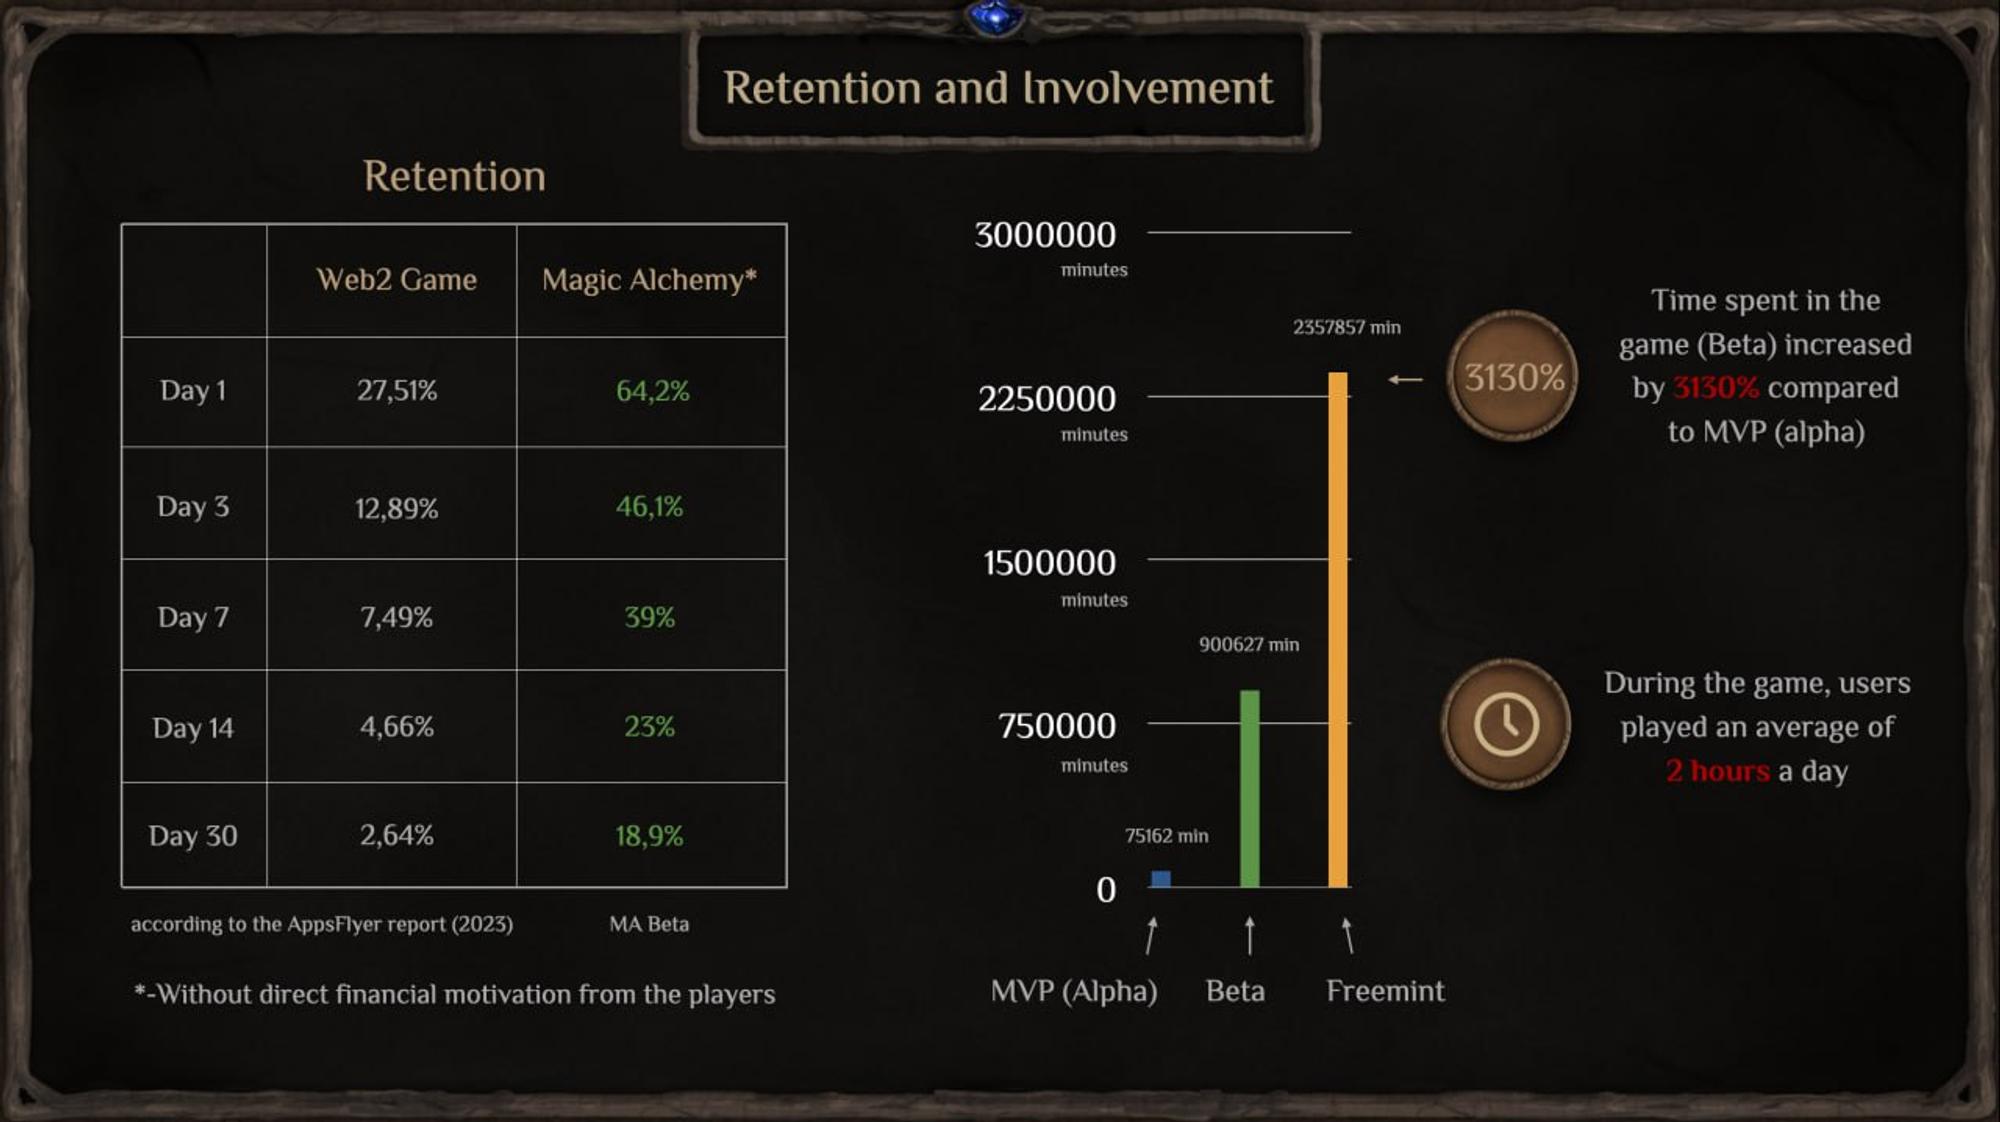 Retention and Involvement
Retention
Web2 Game Magic Alchemy*
Day 1 27,51% 64,2%
Day 3 12,89% 46,1%
Day 7 7,49% 39%
Day 14 4,66% 23%
Day 30 2,64% 18,9%
according to the AppsFlyer report (2023) MA Beta
*-Without direct financial motivation from the players
3000000
minutes
2250000
minutes
1500000
minutes
750000
minutes
0
2357857 min
900627 min
75162 min
MVP (Alpha) Beta Freemint
3130%
Time spent in the
game (Beta) increased
by 3130% compared
to MVP (alpha)
During the game, users
played an average of
2 hours a day